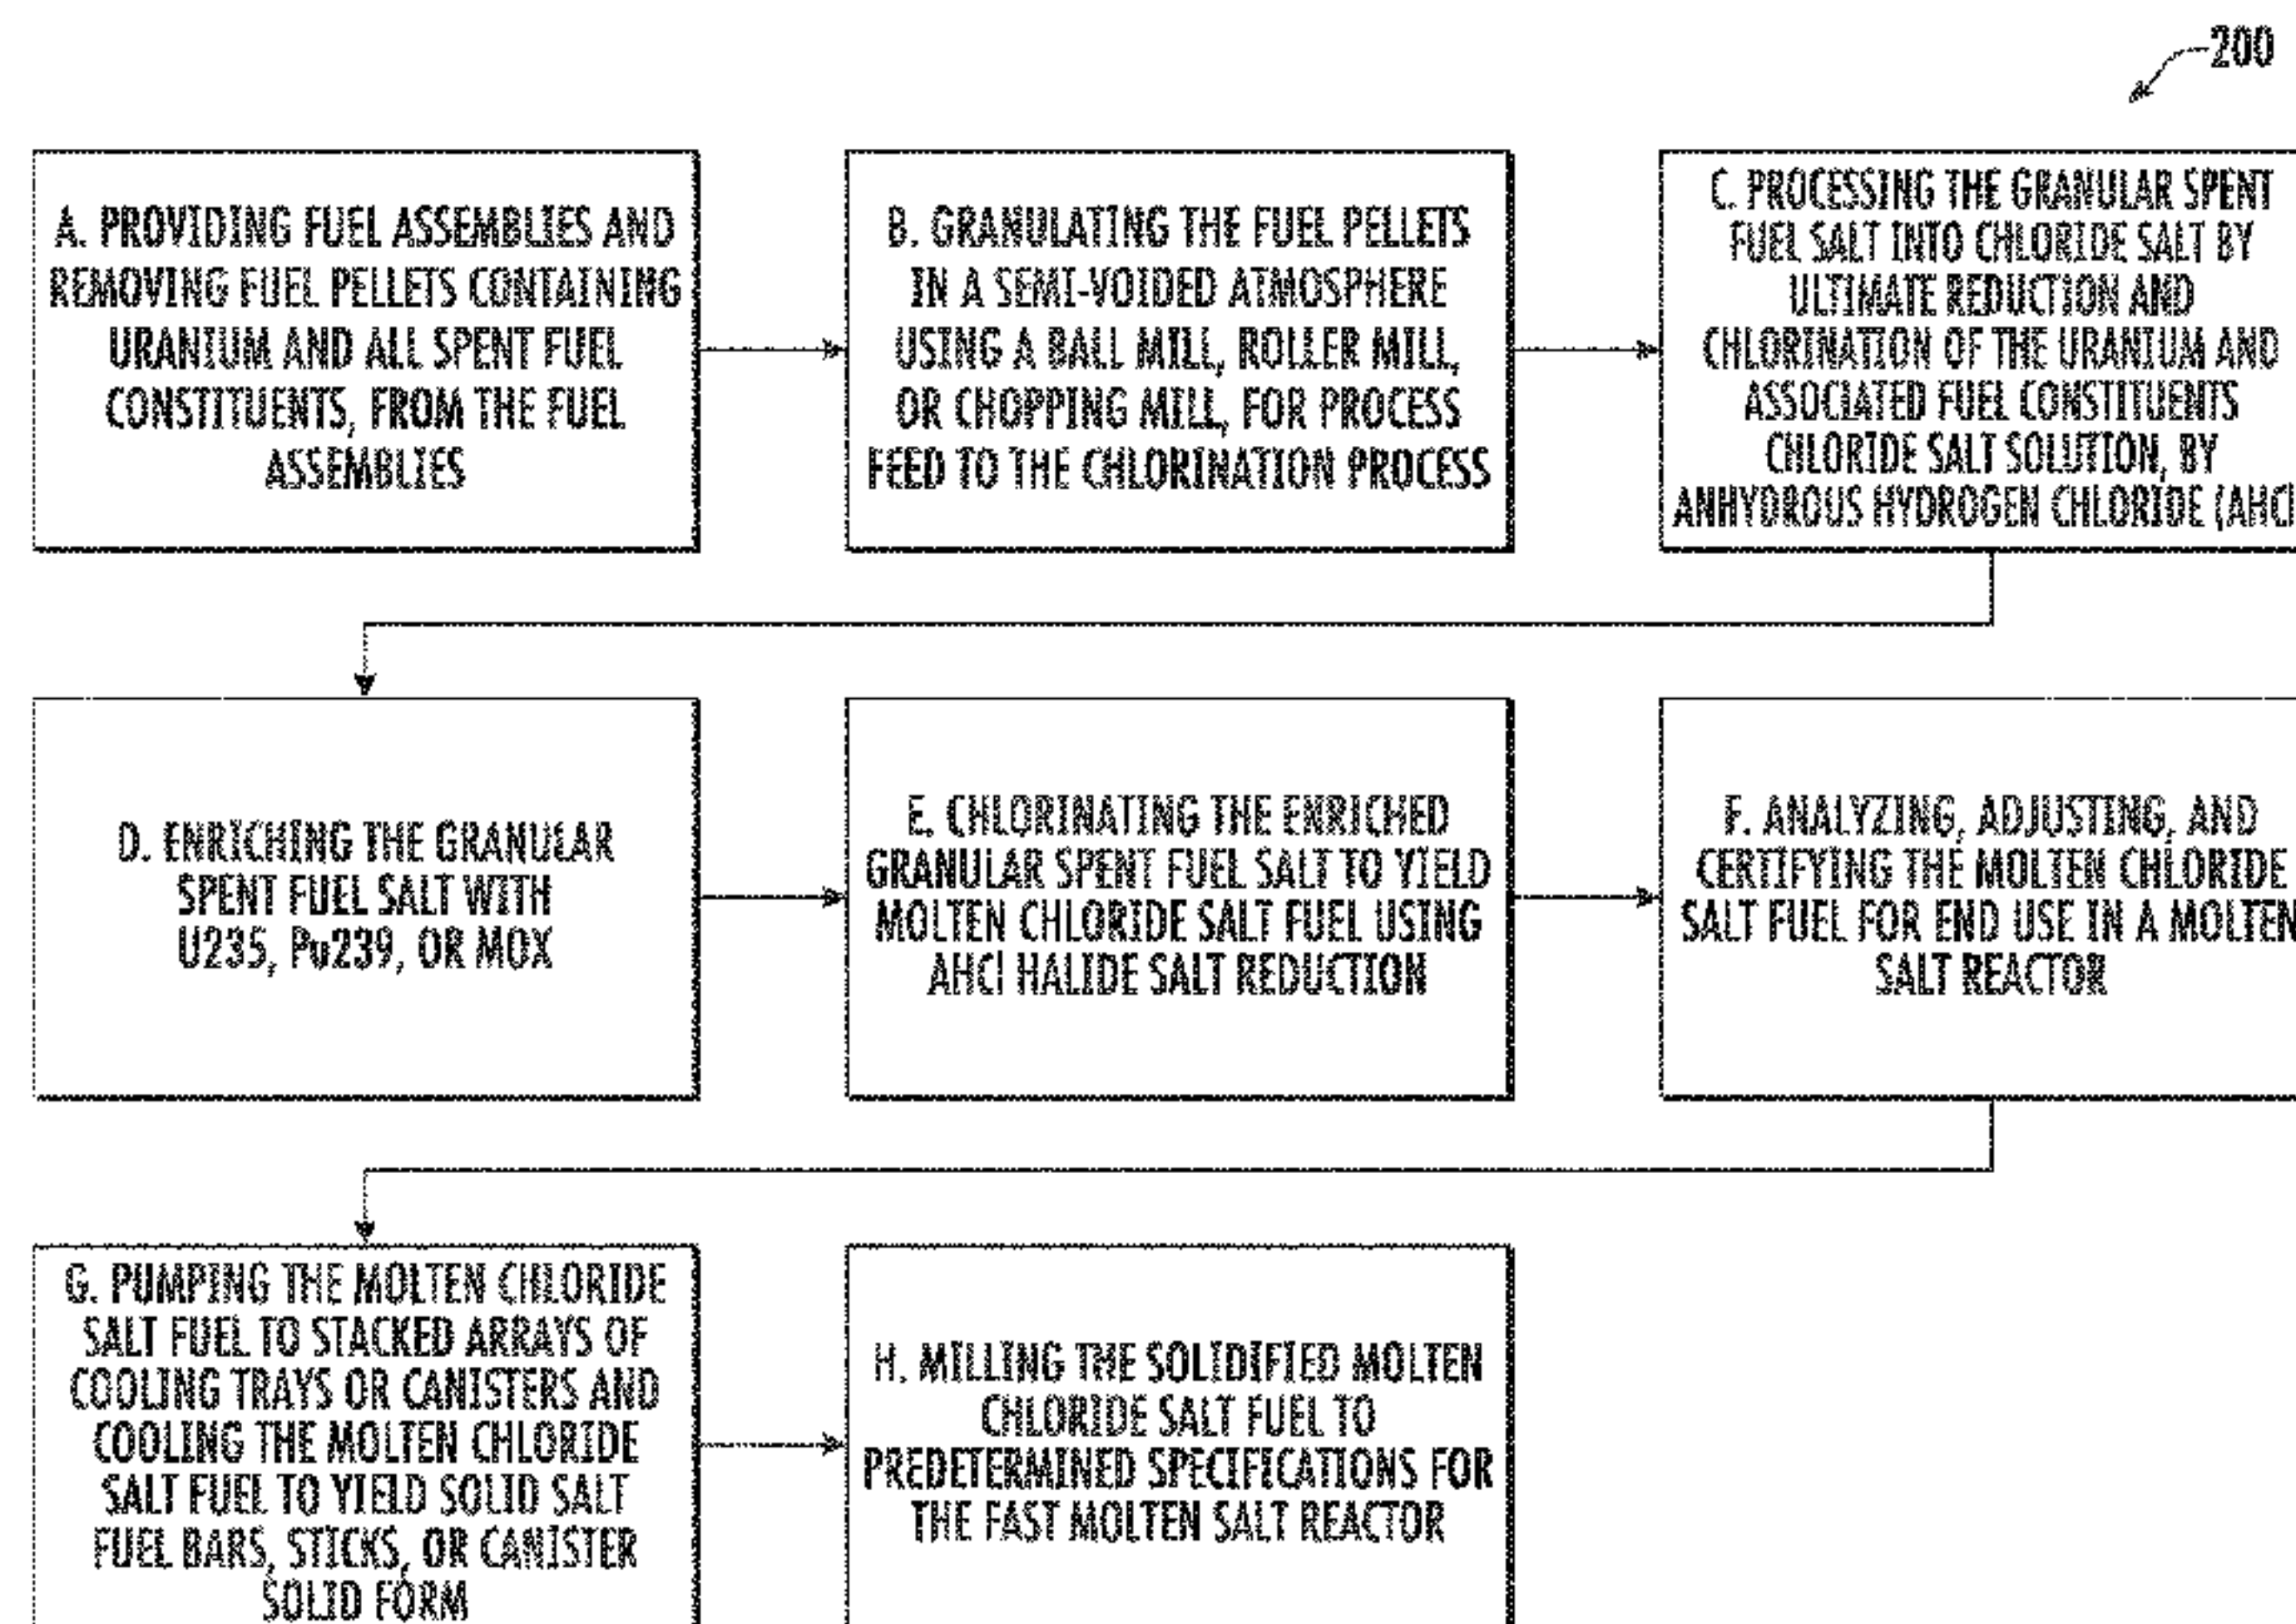 200
A. PROVIDING FUEL ASSEMBLIES AND
REMOVING FUEL PELLETS CONTAINING
URANIUM AND ALL SPENT FUEL
CONSTITUENTS, FROM THE FUEL
ASSEMBLIES
B. GRANULATING THE FUEL PELLETS
IN A SEMI-VOIDED ATMOSPHERE
USING A BALL MILL, ROLLER MILL,
OR CHOPPING MILL, FOR PROCESS
FEED TO THE CHLORINATION PROCESS
C. PROCESSING THE GRANULAR SPENT
FUEL SALT INTO CHLORIDE SALT BY
ULTIMATE REDUCTION AND
CHLORINATION OF THE URANIUM AND
ASSOCIATED FUEL CONSTITUENTS
CHLORIDE SALT SOLUTION, BY
ANHYDROUS HYDROGEN CHLORIDE (AHCl
D. ENRICHING THE GRANULAR
SPENT FUEL SALT WITH
U235, Pu239, OR MOX
E. CHLORINATING THE ENRICHED
GRANULAR SPENT FUEL SALT TO YIELD
MOLTEN CHLORIDE SALT FUEL USING
AHCl HALIDE SALT REDUCTION
F. ANALYZING, ADJUSTING, AND
CERTIFYING THE MOLTEN CHLORIDE
SALT FUEL FOR END USE IN A MOLTEN
SALT REACTOR
G. PUMPING THE MOLTEN CHLORIDE
SALT FUEL TO STACKED ARRAYS OF
COOLING TRAYS OR CANISTERS AND
COOLING THE MOLTEN CHLORIDE
SALT FUEL TO YIELD SOLID SALT
FUEL BARS, STICKS, OR CANISTER
SOLID FORM
H. MILLING THE SOLIDIFIED MOLTEN
CHLORIDE SALT FUEL TO
PREDETERMINED SPECIFICATIONS FOR
THE FAST MOLTEN SALT REACTOR